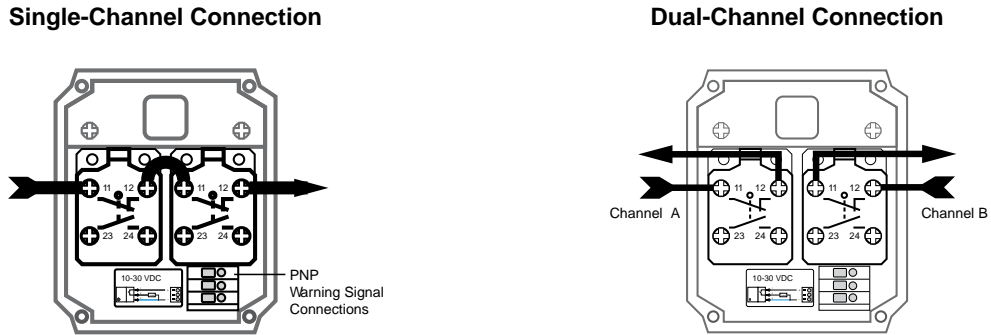 Single-Channel Connection
Dual-Channel Connection
11 12 11 12
23 24 23 24
10-30 VDC
PNP
Warning Signal
Connections
11 12 11 12
Channel A
Channel B
23 24 23 24
10-30 VDC